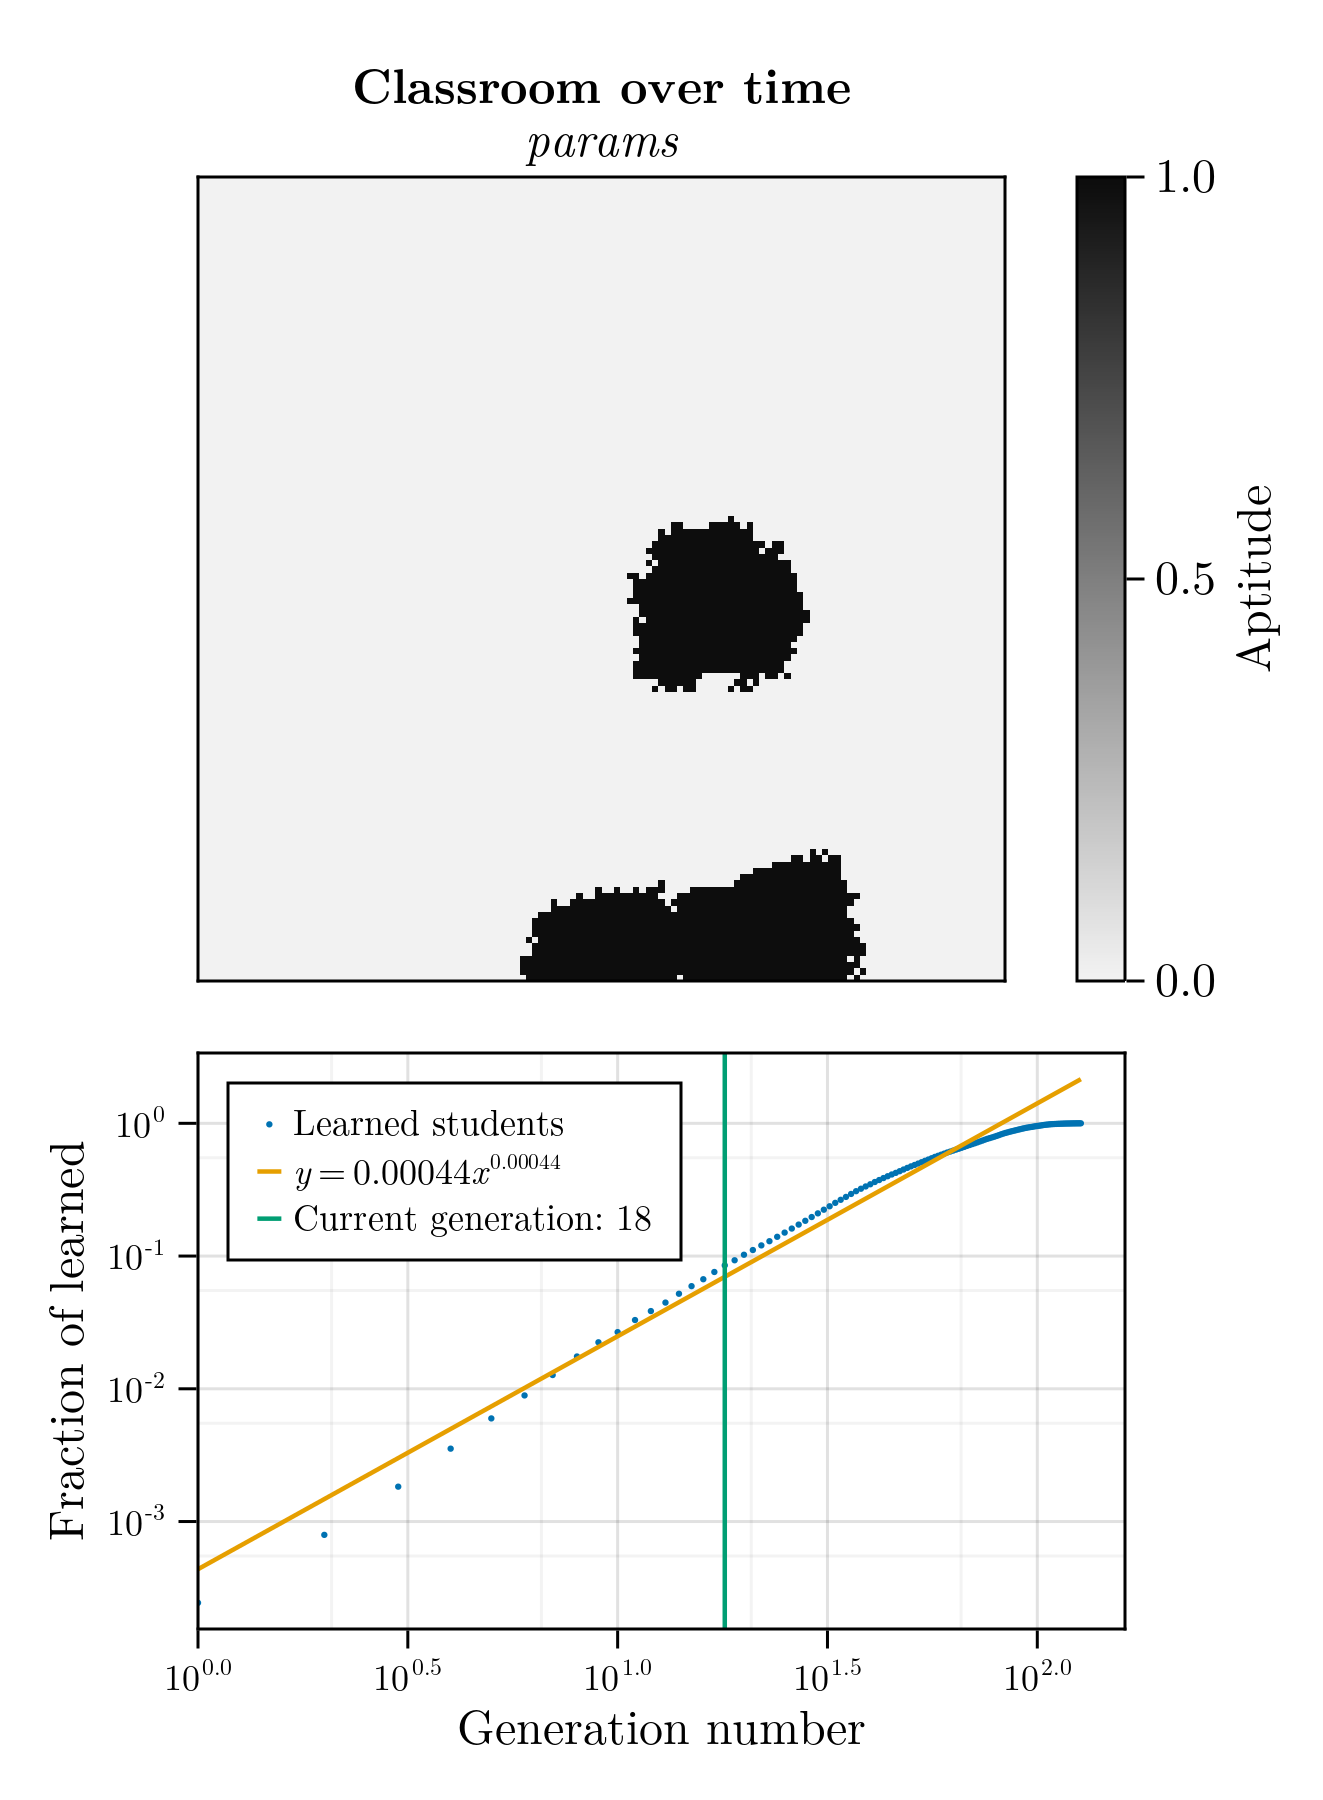 Classroom over time
params
1.0
0.5
0.0
Aptitude
Learned students
y = 0.00044x^0.00044
Current generation: 18
10^0
10^-1
10^-2
10^-3
Fraction of learned
10^0.0 10^0.5 10^1.0 10^1.5 10^2.0
Generation number